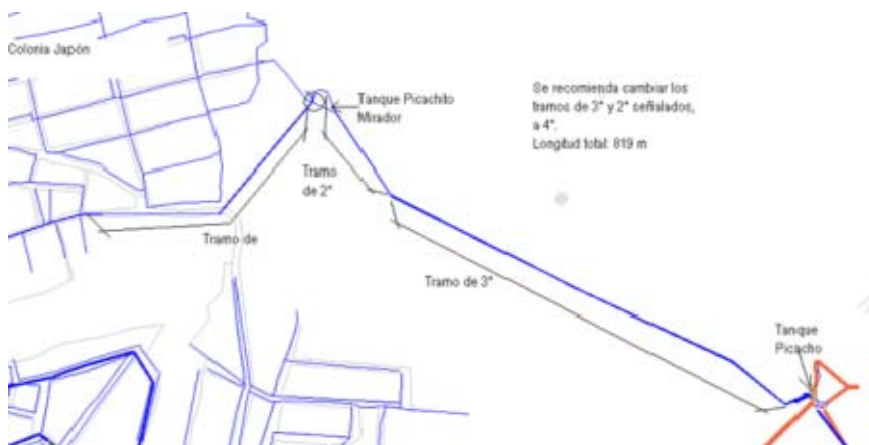 Colonia Japón
Tanque Picachito
Mirador
Se recomienda cambiar los
tramos de 3" y 2" señalados,
a 4".
Longitud total: 819 m
Tramo
de 2"
Tramo de
Tramo de 3"
Tanque
Picacho